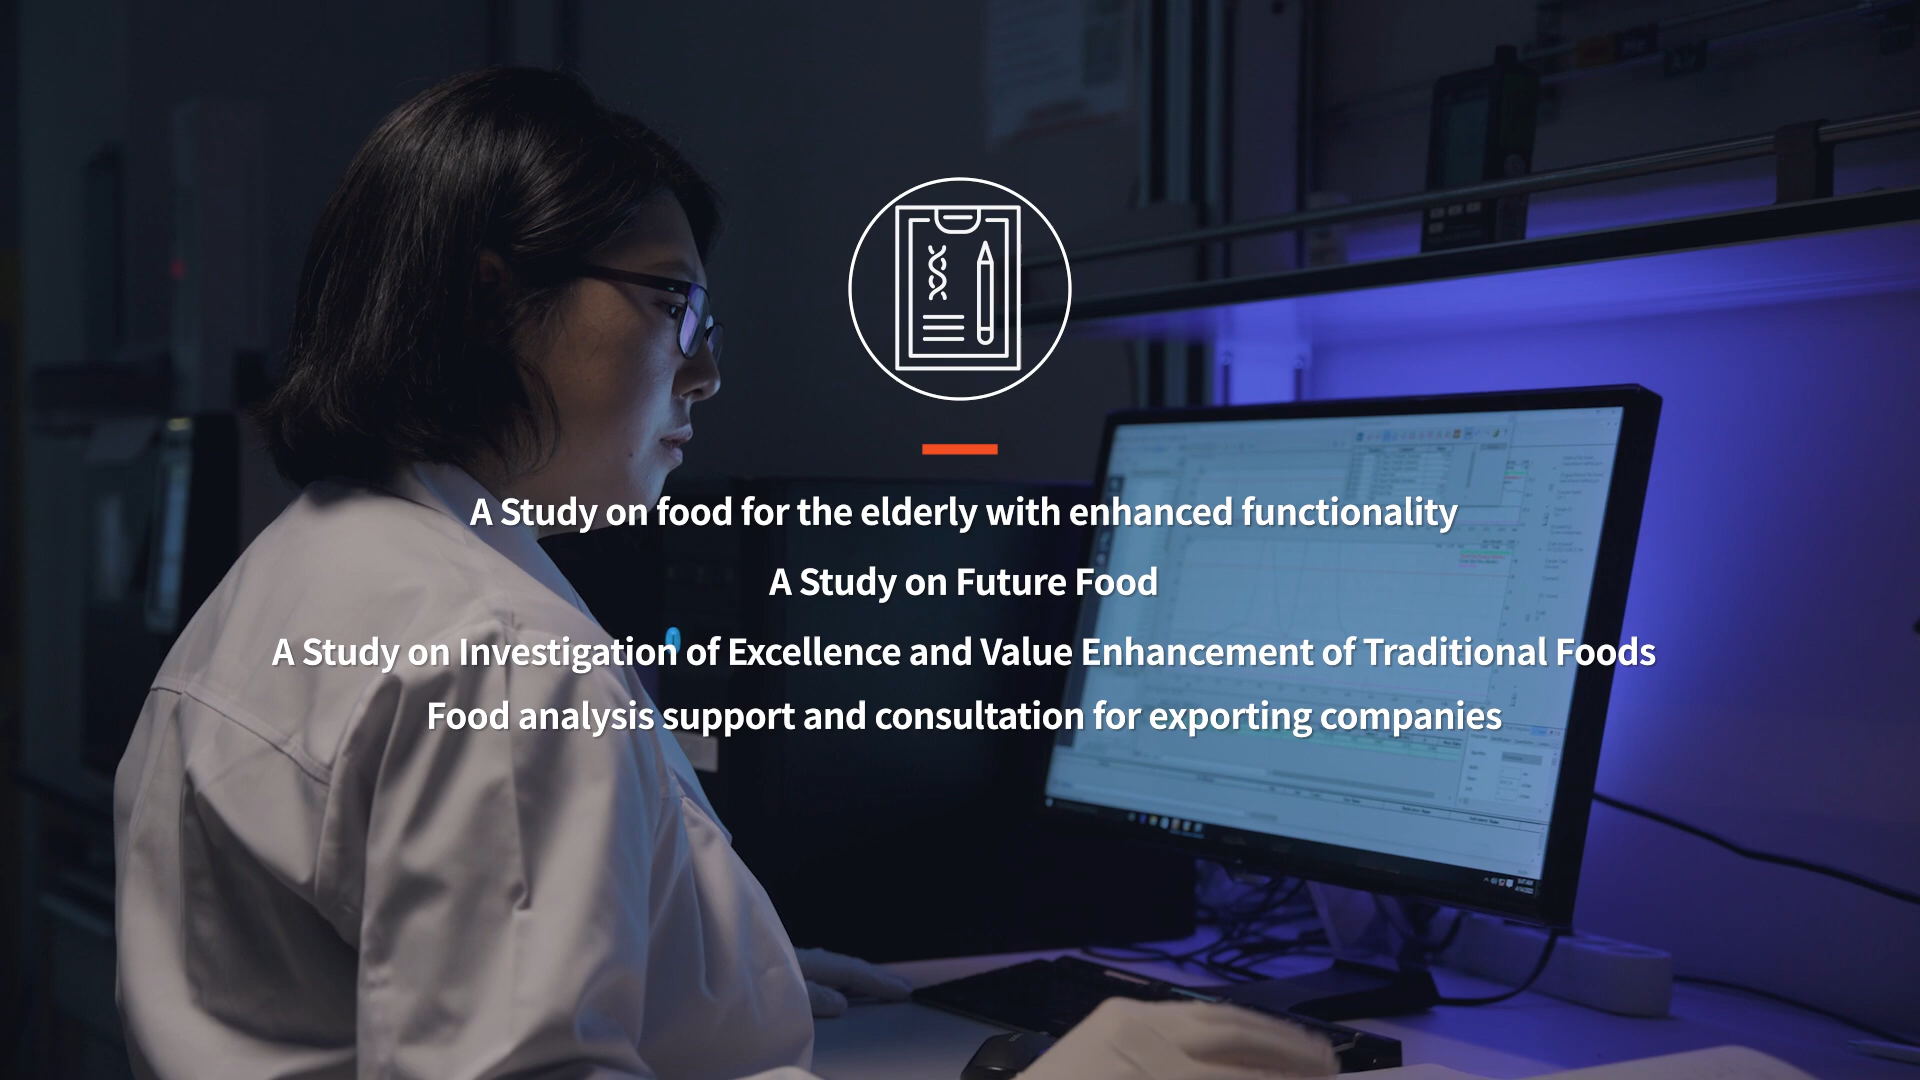 A Study on food for the elderly with enhanced functionality
A Study on Future Food
A Study on Investigation of Excellence and Value Enhancement of Traditional Foods
Food analysis support and consultation for exporting companies